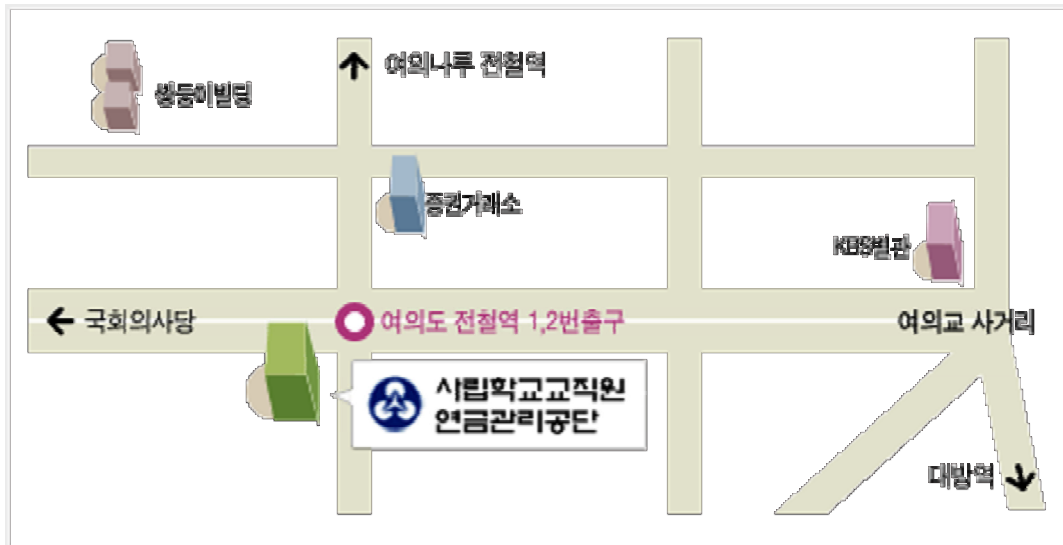 여의나루 전철역
쌍둥이빌딩
증권거래소
KBS별관
국회의사당
여의도 전철역 1,2번출구
여의교 사거리
사립학교교직원
연금관리공단
대방역